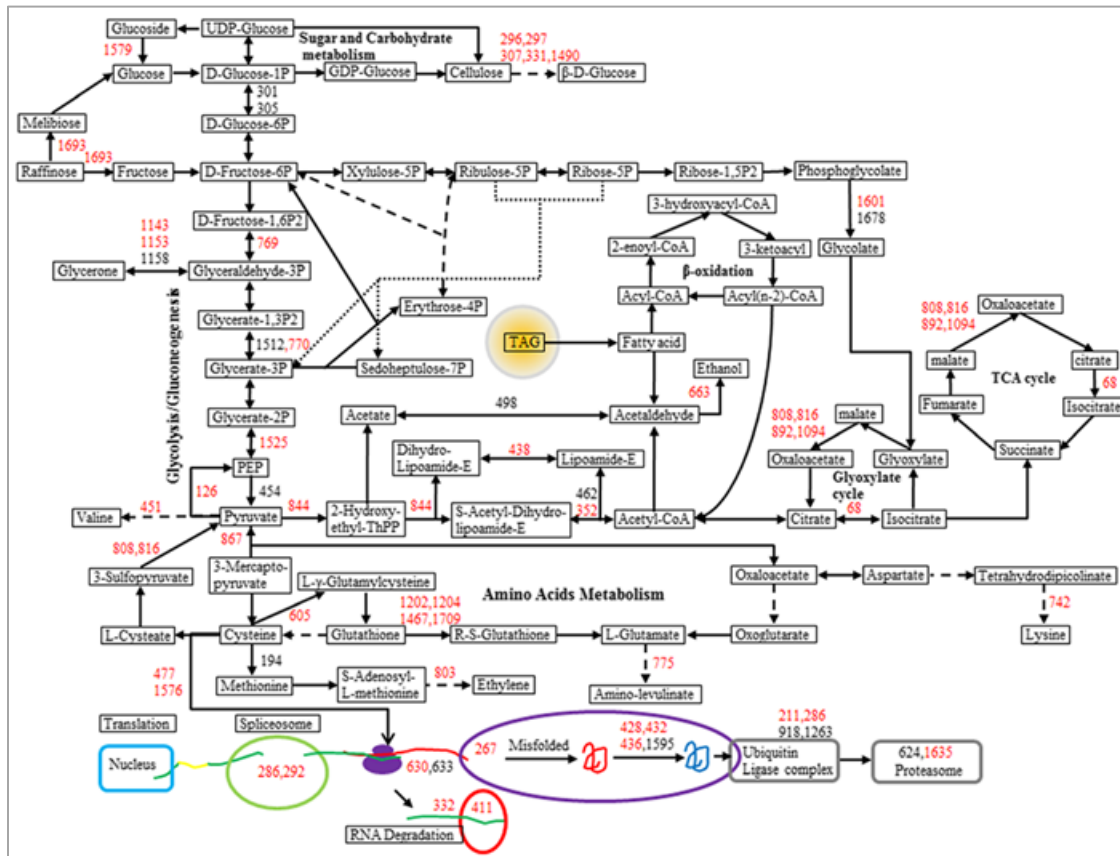 Glucoside
UDP-Glucose
Sugar and Carbohydrate
metabolism
296,297
307,331,1490
1579
Glucose
D-Glucose-1P
GDP-Glucose
Cellulose
β-D-Glucose
301
305
Melibiose
D-Glucose-6P
1693
1693
Raffinose
Fructose
D-Fructose-6P
Xylulose-5P
Ribulose-5P
Ribose-5P
Ribose-1,5P2
Phosphoglycolate
3-hydroxyacyl-CoA
1601
1678
D-Fructose-1,6P2
1143
1153
1158
769
2-enoyl-CoA
3-ketoacyl
Glycolate
Glycerone
Glyceraldehyde-3P
β-oxidation
Acyl-CoA
Acyl(n-2)-CoA
Erythrose-4P
808,816
892,1094
Oxaloacetate
Glycolysis/Gluconeogenesis
Glycerate-1,3P2
1512,770
TAG
Fatty acid
malate
citrate
Glycerate-3P
Sedoheptulose-7P
Ethanol
TCA cycle
68
663
Fumarate
Isocitrate
Glycerate-2P
Acetate
498
Acetaldehyde
808,816
892,1094
malate
1525
Dihydro-
Lipoamide-E
438
Lipoamide-E
Oxaloacetate
Glyoxylate
Succinate
PEP
Glyoxylate
cycle
126
454
462
352
68
Valine
451
Pyruvate
844
2-Hydroxy-
ethyl-ThPP
844
S-Acetyl-Dihydro-
lipoamide-E
Acetyl-CoA
Citrate
Isocitrate
808,816
867
3-Sulfopyruvate
3-Mercapto-
pyruvate
L-γ-Glutamylcysteine
Amino Acids Metabolism
Oxaloacetate
Aspartate
Tetrahydrodipicolinate
605
1202,1204
1467,1709
742
L-Cysteate
Cysteine
Glutathione
R-S-Glutathione
L-Glutamate
Oxoglutarate
Lysine
194
477
1576
Methionine
S-Adenosyl-
L-methionine
803
Ethylene
775
Amino-levulinate
Translation
Spliceosome
Nucleus
286,292
630,633
267
Misfolded
428,432
436,1595
211,286
918,1263
Ubiquitin
Ligase complex
624,1635
Proteasome
332
411
RNA Degradation